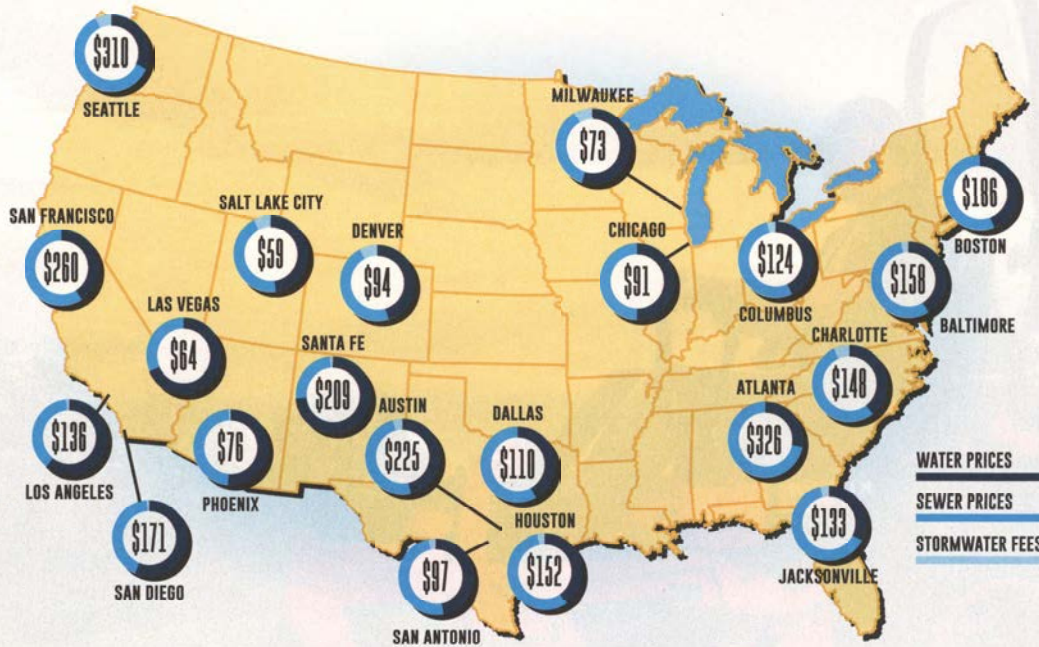 $310
SEATTLE
MILWAUKEE
$73
SAN FRANCISCO
$260
SALT LAKE CITY
$59
DENVER
$94
CHICAGO
$91
$124
COLUMBUS
$186
BOSTON
$158
BALTIMORE
LAS VEGAS
$64
SANTA FE
$209
CHARLOTTE
$148
ATLANTA
$326
AUSTIN
$225
DALLAS
$110
$136
LOS ANGELES
$76
PHOENIX
$171
SAN DIEGO
HOUSTON
$152
$97
SAN ANTONIO
$133
JACKSONVILLE
WATER PRICES
SEWER PRICES
STORMWATER FEES